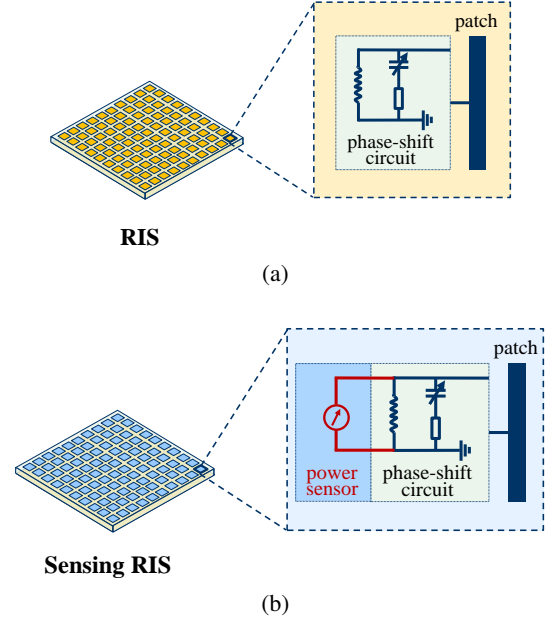 patch
phase-shift
circuit
RIS
(a)
patch
power
sensor
phase-shift
circuit
Sensing RIS
(b)